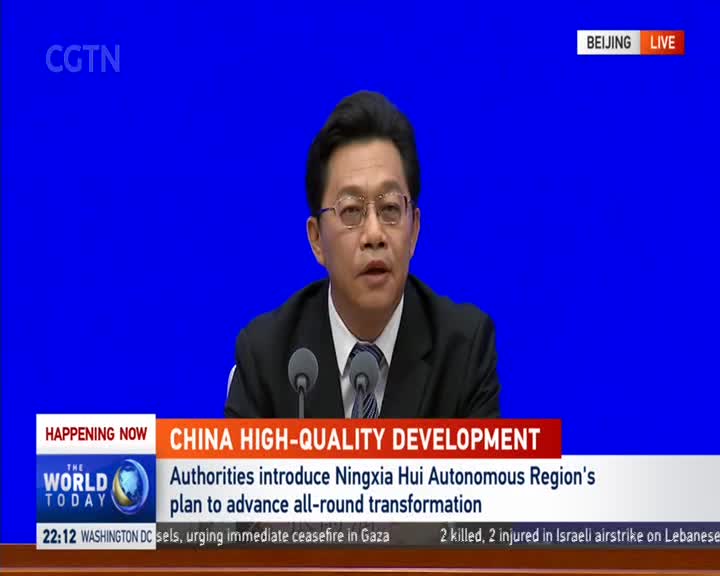 CGTN
BEIJING LIVE
HAPPENING NOW
CHINA HIGH-QUALITY DEVELOPMENT
THE
WORLD
TODAY
Authorities introduce Ningxia Hui Autonomous Region's
plan to advance all-round transformation
22:12 WASHINGTON DC sels, urging immediate ceasefire in Gaza 2 killed, 2 injured in Israeli airstrike on Lebanese